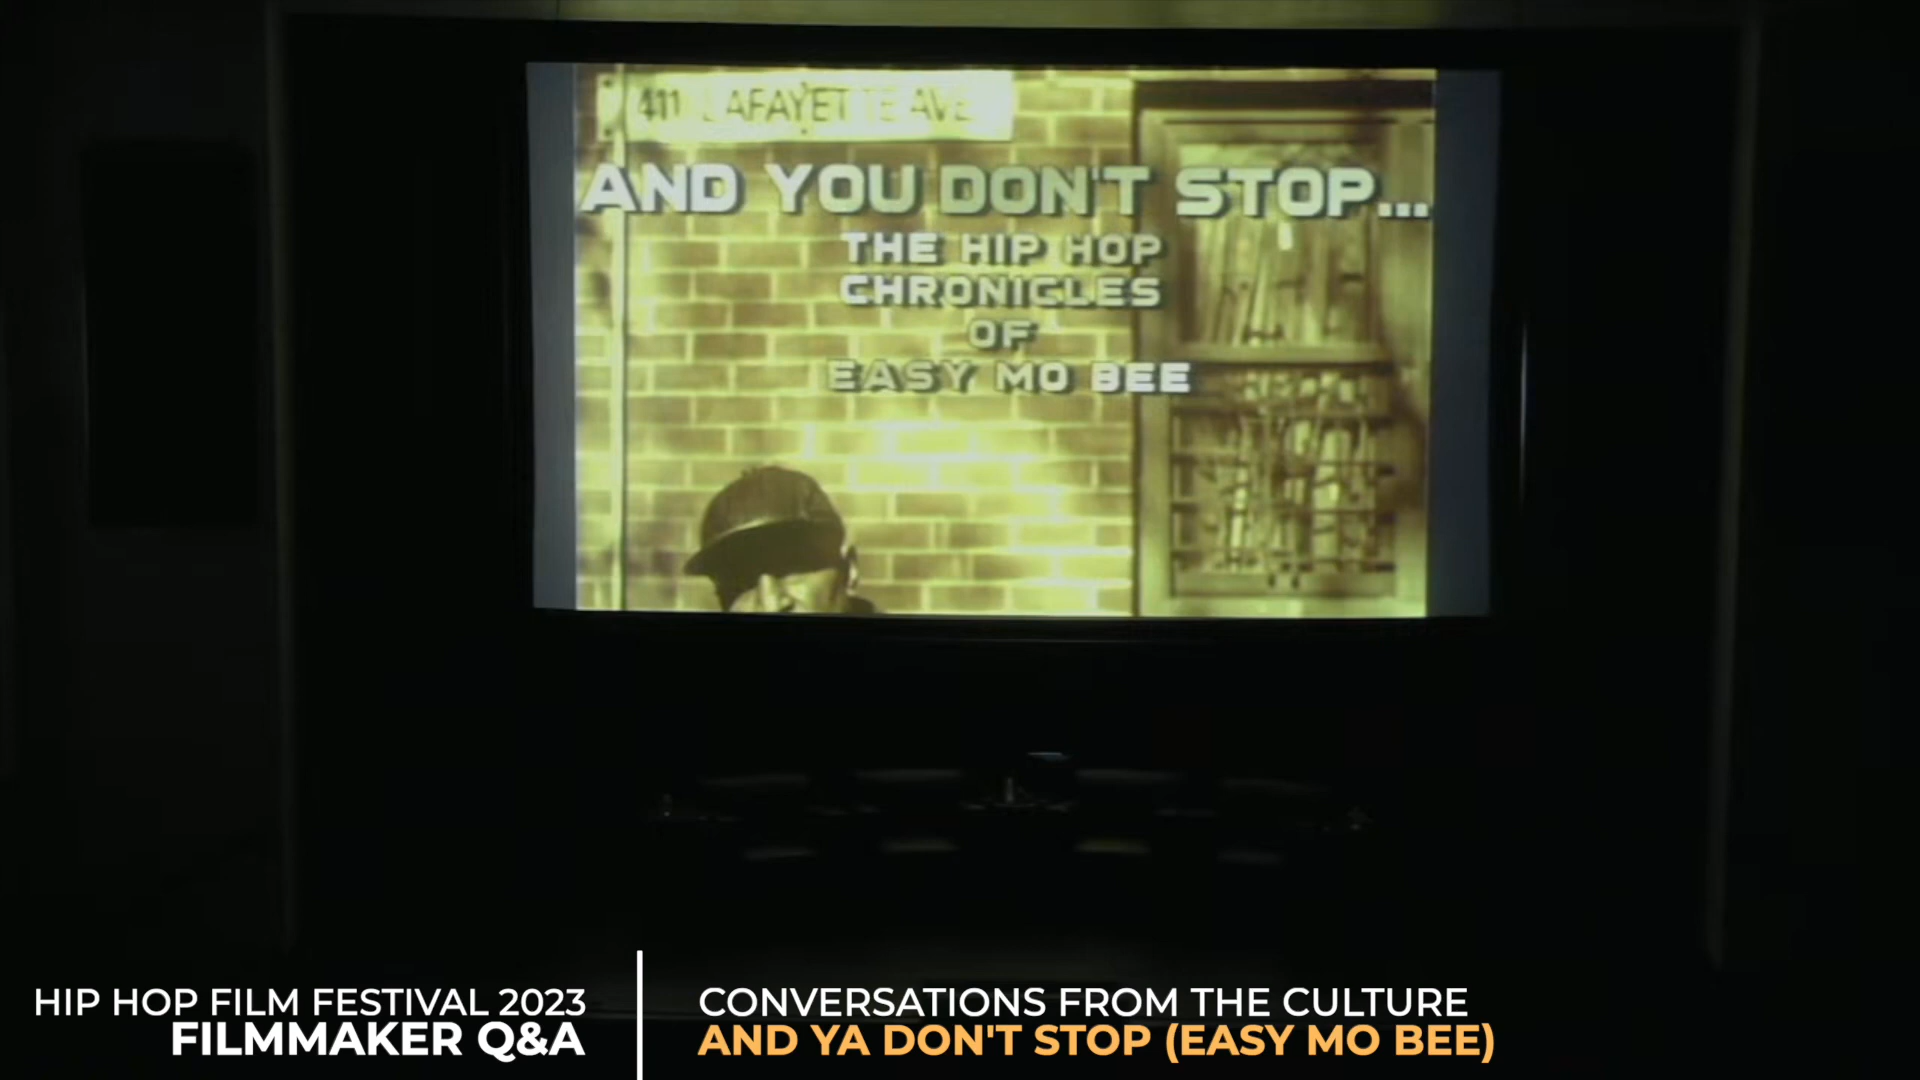 411 LAFAYETTE AVE
AND YOU DON'T STOP...
THE HIP HOP
CHRONICLES
OF
EASY MO BEE
HIP HOP FILM FESTIVAL 2023
FILMMAKER Q&A
CONVERSATIONS FROM THE CULTURE
AND YA DON'T STOP (EASY MO BEE)